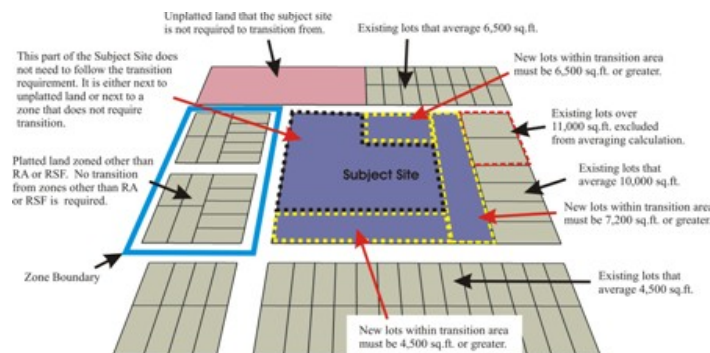 Unplatted land that the subject site
is not required to transition from.
Existing lots that average 6,500 sq.ft.
This part of the Subject Site does
not need to follow the transition
requirement. It is either next to
unplatted land or next to a
zone that does not require
transition.
New lots within transition area
must be 6,500 sq.ft. or greater.
Existing lots over
11,000 sq.ft. excluded
from averaging calculation.
Platted land zoned other than
RA or RSF. No transition
from zones other than RA
or RSF is required.
Subject Site
Existing lots that
average 10,000 sq.ft.
New lots within transition area
must be 7,200 sq.ft. or greater
Zone Boundary
Existing lots that
average 4,500 sq.ft.
New lots within transition area
must be 4,500 sq.ft. or greater.